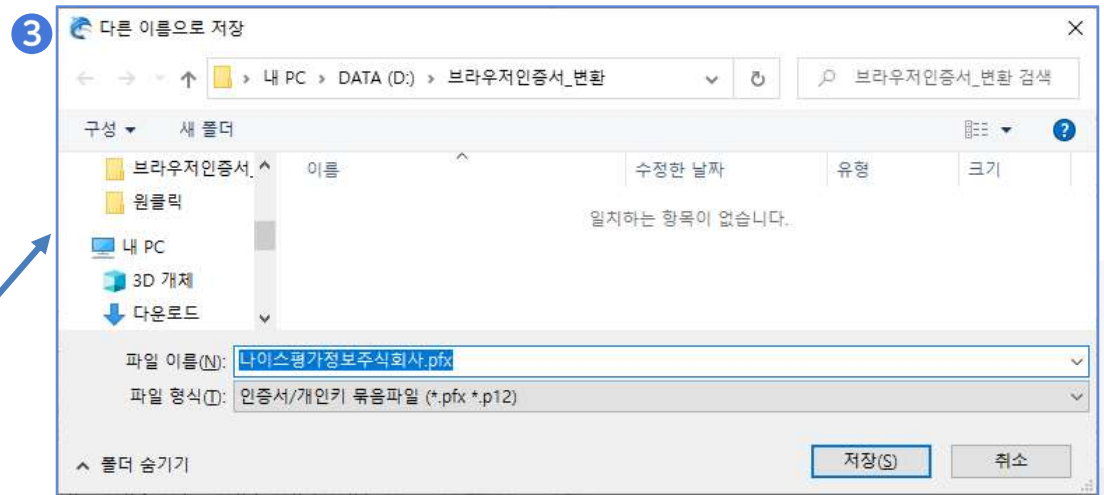 3
다른 이름으로 저장
내 PC > DATA (D:) > 브라우저인증서_변환
브라우저인증서_변환 검색
구성
새 폴더
브라우저인증서_
이름
수정한 날짜
유형
크기
원클릭
일치하는 항목이 없습니다.
내 PC
3D 개체
다운로드
파일 이름(N): 나이스평가정보주식회사.pfx
파일 형식(T): 인증서/개인키 묶음파일 (*.pfx *.p12)
폴더 숨기기
저장(S)
취소